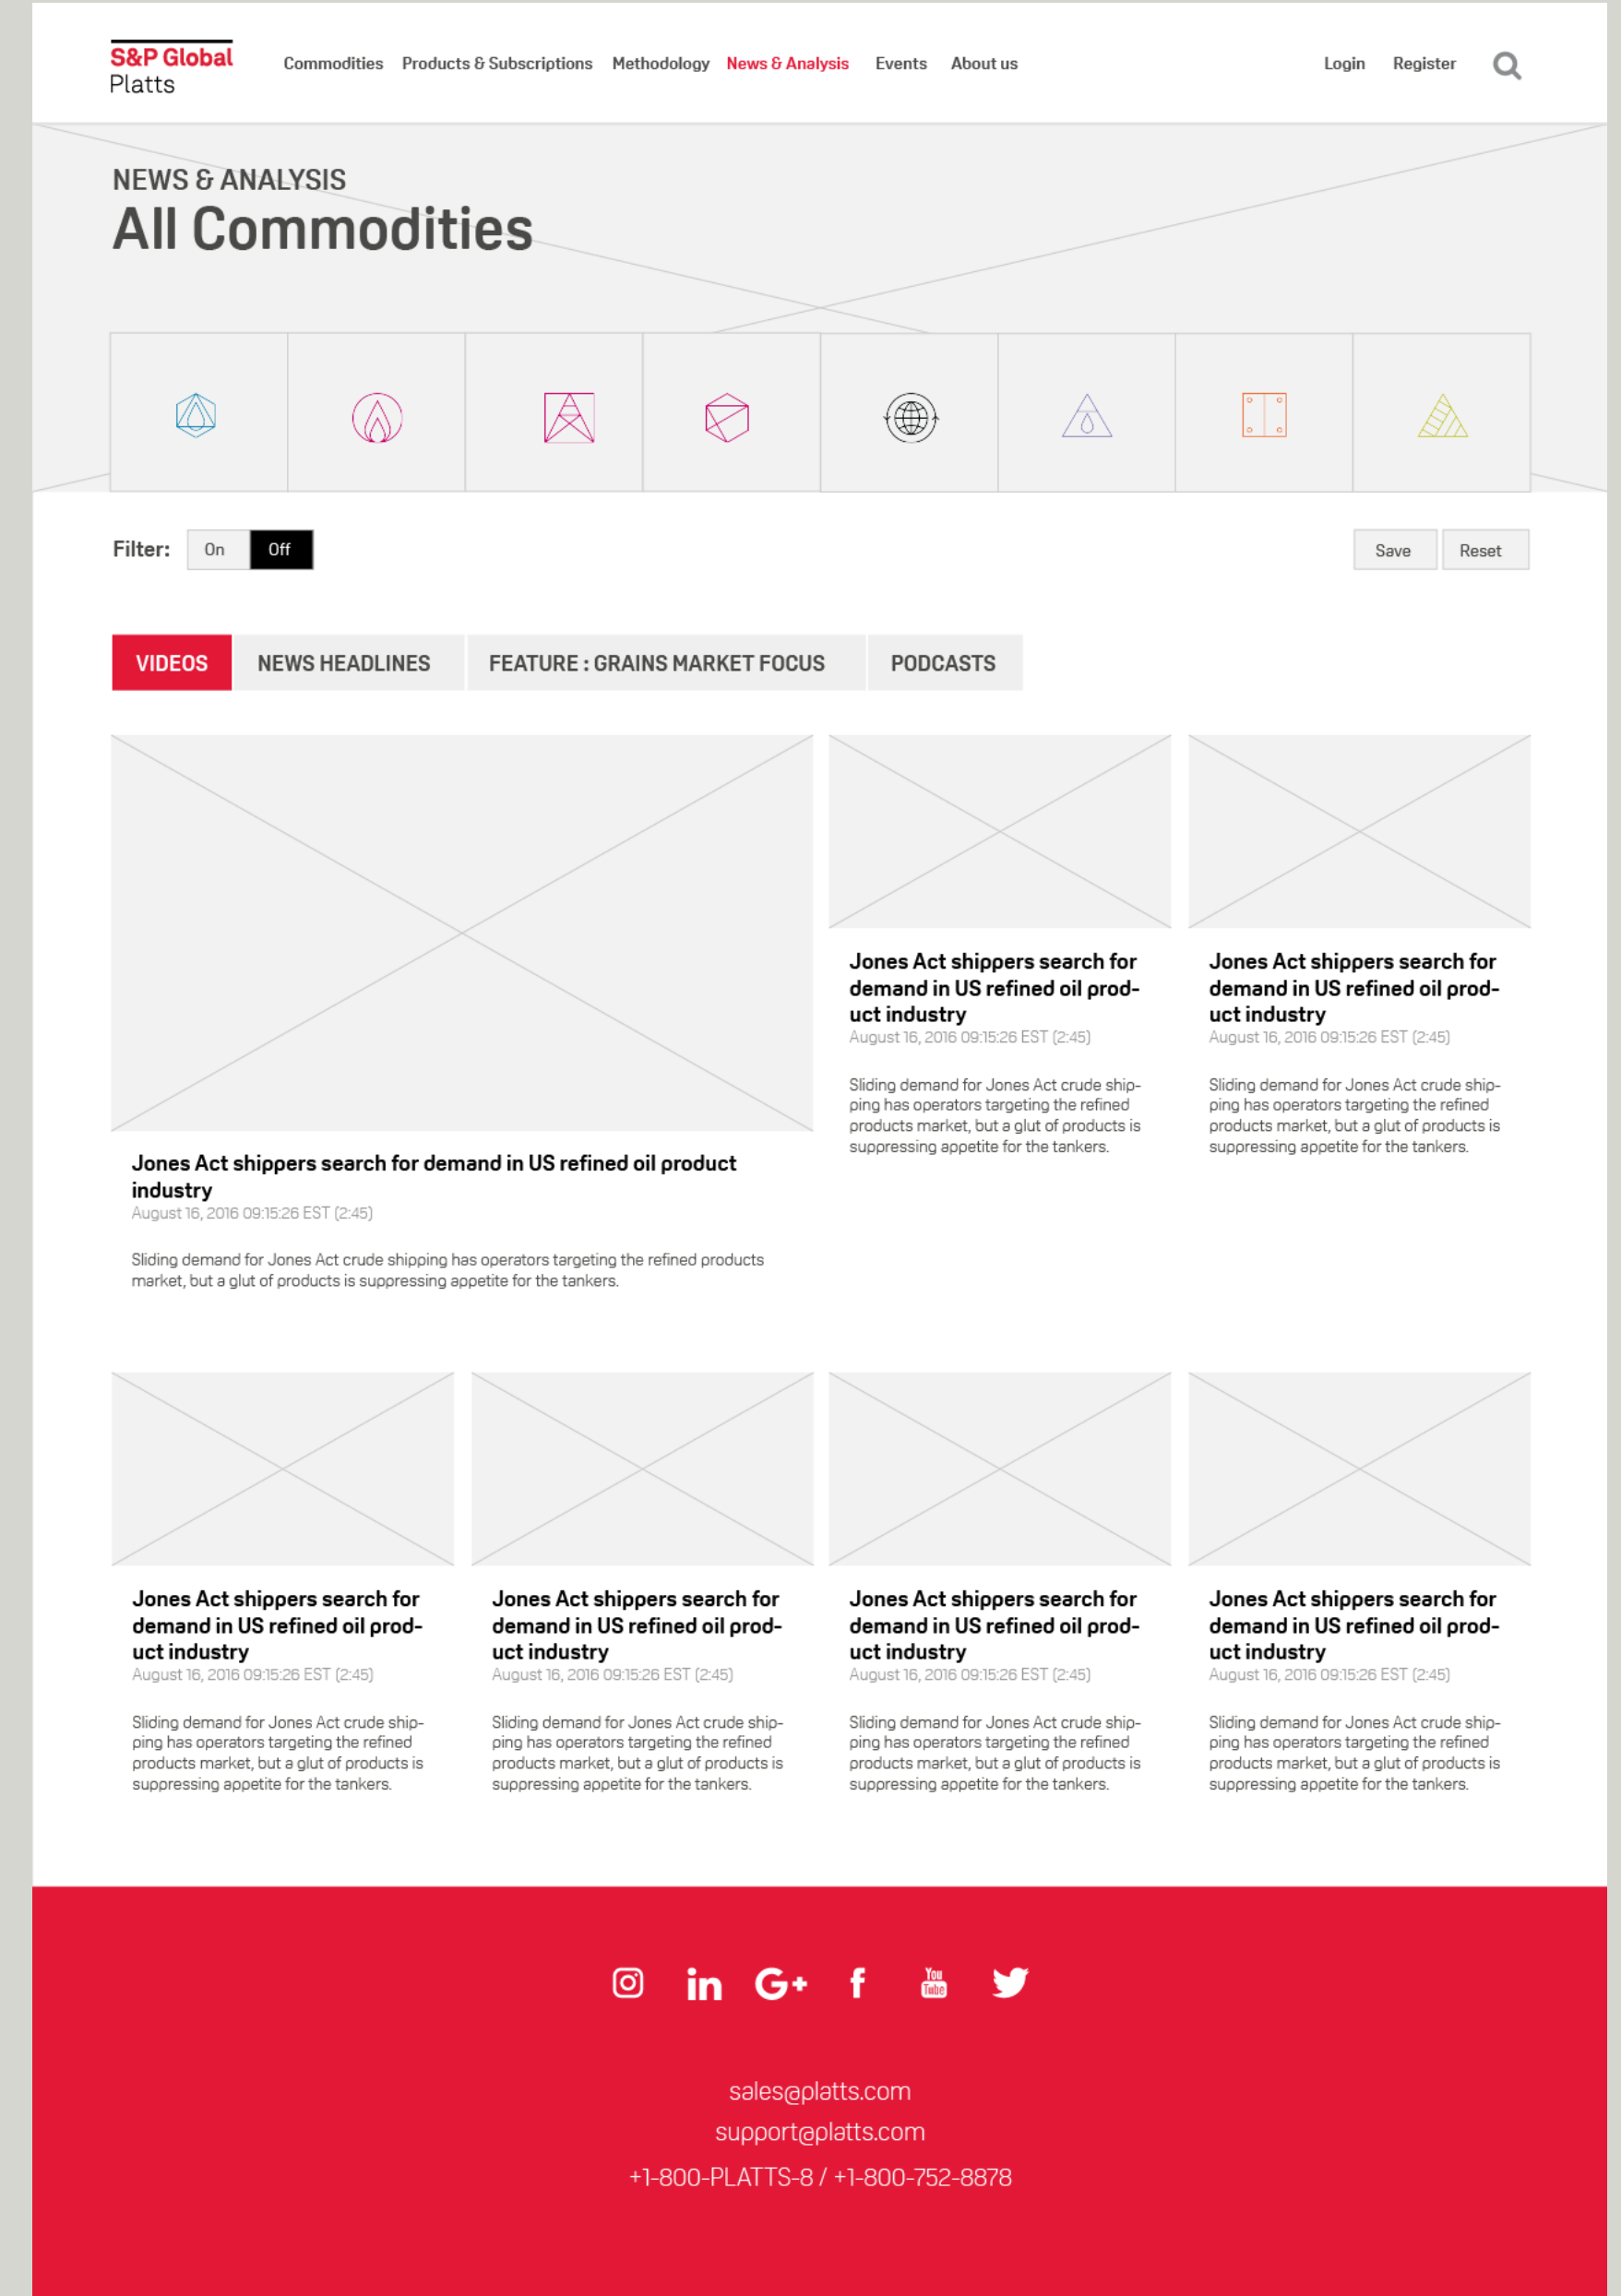 S&P Global
Platts
Commodities Products & Subscriptions Methodology News & Analysis Events About us
Login Register
NEWS & ANALYSIS
All Commodities
Filter: On Off
Save Reset
VIDEOS NEWS HEADLINES FEATURE : GRAINS MARKET FOCUS PODCASTS
Jones Act shippers search for demand in US refined oil product
industry
August 16, 2016 09:15:26 EST (2:45)
Sliding demand for Jones Act crude shipping has operators targeting the refined products
market, but a glut of products is suppressing appetite for the tankers.
Jones Act shippers search for
demand in US refined oil prod-
uct industry
August 16, 2016 09:15:26 EST (2:45)
Sliding demand for Jones Act crude ship-
ping has operators targeting the refined
products market, but a glut of products is
suppressing appetite for the tankers.
Jones Act shippers search for
demand in US refined oil prod-
uct industry
August 16, 2016 09:15:26 EST (2:45)
Sliding demand for Jones Act crude ship-
ping has operators targeting the refined
products market, but a glut of products is
suppressing appetite for the tankers.
Jones Act shippers search for
demand in US refined oil prod-
uct industry
August 16, 2016 09:15:26 EST (2:45)
Sliding demand for Jones Act crude ship-
ping has operators targeting the refined
products market, but a glut of products is
suppressing appetite for the tankers.
Jones Act shippers search for
demand in US refined oil prod-
uct industry
August 16, 2016 09:15:26 EST (2:45)
Sliding demand for Jones Act crude ship-
ping has operators targeting the refined
products market, but a glut of products is
suppressing appetite for the tankers.
Jones Act shippers search for
demand in US refined oil prod-
uct industry
August 16, 2016 09:15:26 EST (2:45)
Sliding demand for Jones Act crude ship-
ping has operators targeting the refined
products market, but a glut of products is
suppressing appetite for the tankers.
Jones Act shippers search for
demand in US refined oil prod-
uct industry
August 16, 2016 09:15:26 EST (2:45)
Sliding demand for Jones Act crude ship-
ping has operators targeting the refined
products market, but a glut of products is
suppressing appetite for the tankers.
in G+ f You Tube
sales@platts.com
support@platts.com
+1-800-PLATTS-8 / +1-800-752-8878